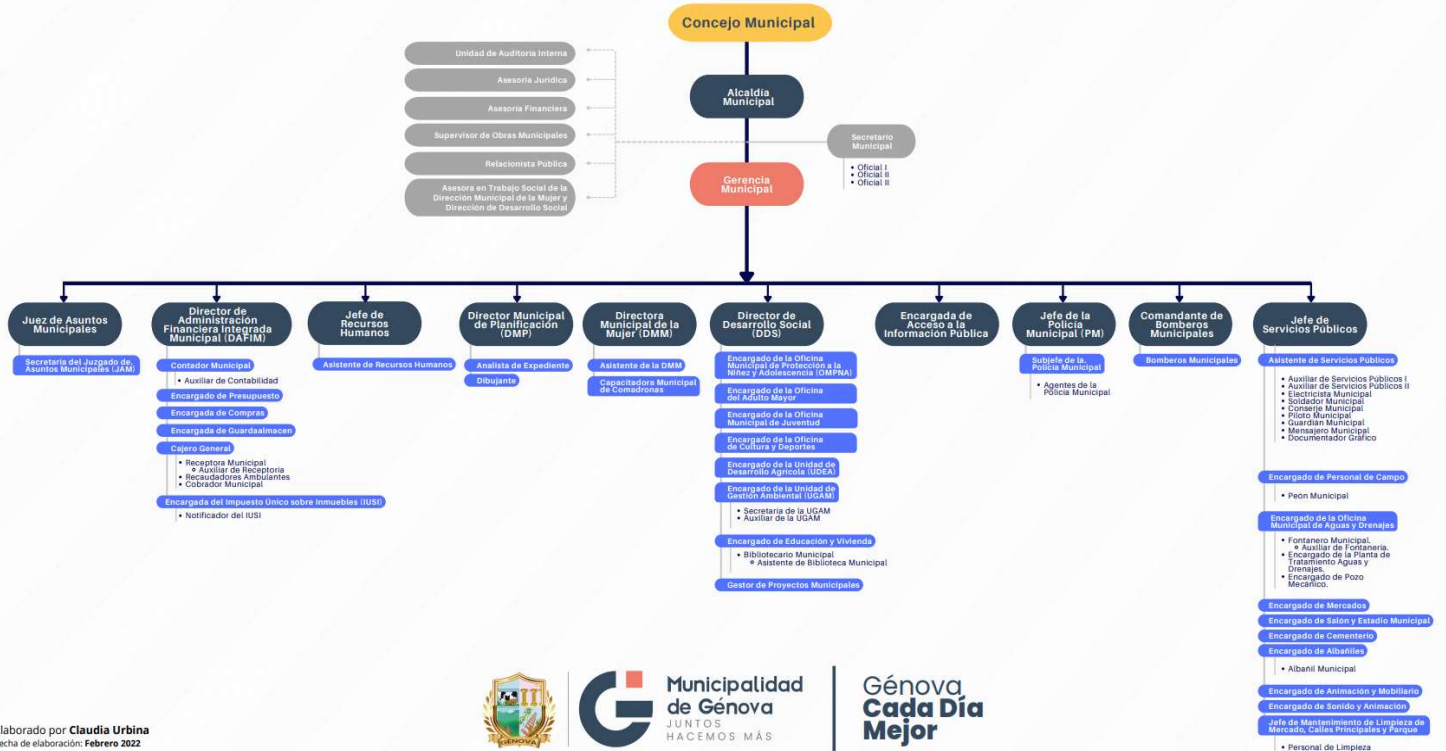 Concejo Municipal
Unidad de Auditoria Interna
Asesoría Jurídica
Asesoría Financiera
Supervisor de Obras Municipales
Relacionista Pública
Asesora en Trabajo Social de la
Dirección Municipal de la Mujer y
Dirección de Desarrollo Social
Alcaldía
Municipal
Secretario
Municipal
• Oficial I
• Oficial II
• Oficial II
Gerencia
Municipal
Juez de Asuntos
Municipales
Secretaria del Juzgado de.
Asuntos Municipales (JAM)
Director de
Administración
Financiera Integrada
Municipal (DAFIM)
Contador Municipal
• Auxiliar de Contabilidad
Encargado de Presupuesto
Encargada de Compras
Encargada de Guardaalmacen
Cajero General
• Receptora Municipal
Auxiliar de Receptoria
• Recaudadores Ambulantes
• Cobrador Municipal
Encargada del Impuesto Único sobre Inmuebles (IUSI)
• Notificador del IUSI
Jefe de
Recursos
Humanos
Asistente de Recursos Humanos
Director Municipal
de Planificación
(DMP)
Analista de Expediente
Dibujante
Directora
Municipal de la
Mujer (DMM)
Asistente de la DMM
Capacitadora Municipal
de Comadronas
Director de
Desarrollo Social
(DDS)
Encargado de la Oficina
Municipal de Protección a la
Niñez y Adolescencia (OMPNA)
Encargado de la Oficina
del Adulto Mayor
Encargado de la Oficina
Municipal de Juventud
Encargado de la Oficina
de Cultura y Deportes
Encargado de la Unidad de
Desarrollo Agrícola (UDEA)
Encargado de la Unidad de
Gestión Ambiental (UGAM)
• Secretaria de la UGAM
• Auxiliar de la UGAM
Encargado de Educación y Vivienda
• Bibliotecario Municipal
Asistente de Biblioteca Municipal
Gestor de Proyectos Municipales
Encargada de
Acceso a la
Información Pública
Jefe de la
Policía
Municipal (PM)
Subjefe de la.
Policía Municipal
• Agentes de la
Policía Municipal
Comandante de
Bomberos
Municipales
Bomberos Municipales
Jefe de
Servicios Públicos
Asistente de Servicios Públicos
• Auxiliar de Servicios Públicos I
• Auxiliar de Servicios Públicos II
• Electricista Municipal
• Soldador Municipal
• Conserje Municipal
• Piloto Municipal
• Guardián Municipal
• Mensajero Municipal
• Documentador Gráfico
Encargado de Personal de Campo
• Peón Municipal
Encargado de la Oficina
Municipal de Aguas y Drenajes
• Fontanero Municipal.
Auxiliar de Fontanería.
• Encargado de la Planta de
Tratamiento Aguas y
Drenajes.
• Encargado de Pozo
Mecánico.
Encargado de Mercados
Encargado de Salón y Estadio Municipal
Encargado de Cementerio
Encargado de Albañiles
• Albañil Municipal
Encargado de Animación y Mobiliario
Encargado de Sonido y Animación
Jefe de Mantenimiento de Limpieza de
Mercado, Calles Principales y Parque
• Personal de Limpieza
laborado por Claudia Urbina
echa de elaboración: Febrero 2022
GÉNOVA
Municipalidad
de Génova
JUNTOS
HACEMOS MÁS
Génova
Cada Día
Mejor